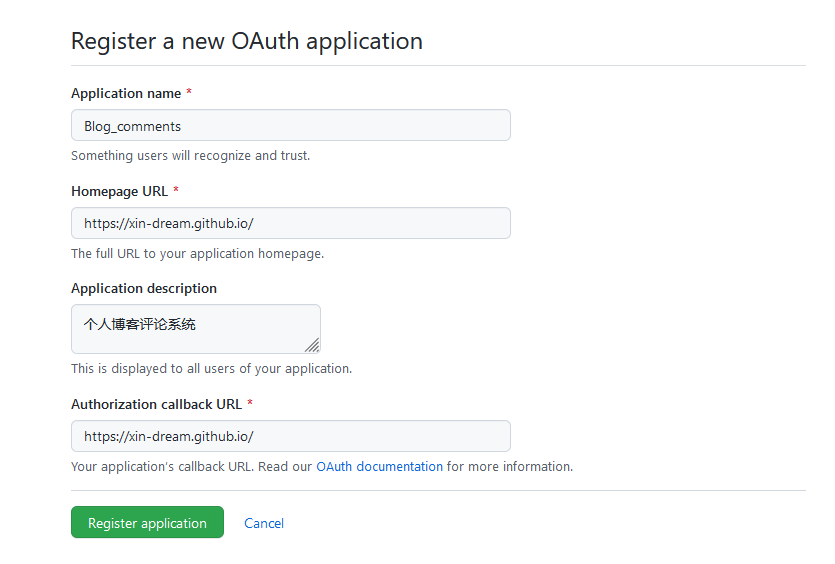 Register a new OAuth application
Application name *
Blog_comments
Something users will recognize and trust.
Homepage URL *
https://xin-dream.github.io/
The full URL to your application homepage.
Application description
个人博客评论系统
This is displayed to all users of your application.
Authorization callback URL *
https://xin-dream.github.io/
Your application's callback URL. Read our OAuth documentation for more information.
Register application Cancel